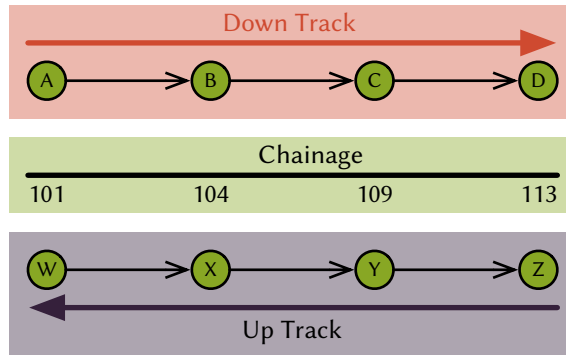 Down Track
A B C D
Chainage
101 104 109 113
W X Y Z
Up Track